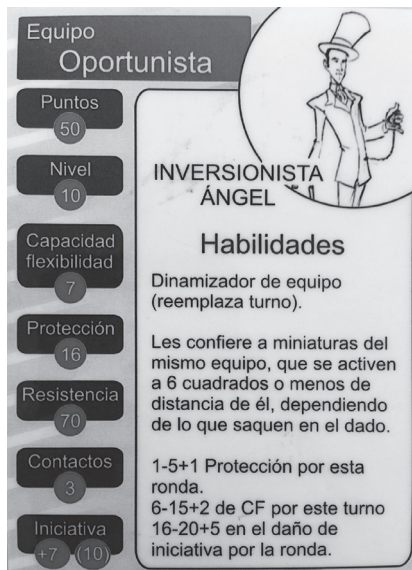 Equipo
Oportunista
Puntos
50
Nivel
10
Capacidad
flexibilidad
7
Protección
16
Resistencia
70
Contactos
3
Iniciativa
+7 (10)
INVERSIONISTA
ÁNGEL
Habilidades
Dinamizador de equipo
(reemplaza turno).
Les confiere a miniaturas del
mismo equipo, que se activen
a 6 cuadrados o menos de
distancia de él, dependiendo
de lo que saquen en el dado.
1-5+1 Protección por esta
ronda.
6-15+2 de CF por este turno
16-20+5 en el daño de
iniciativa por la ronda.